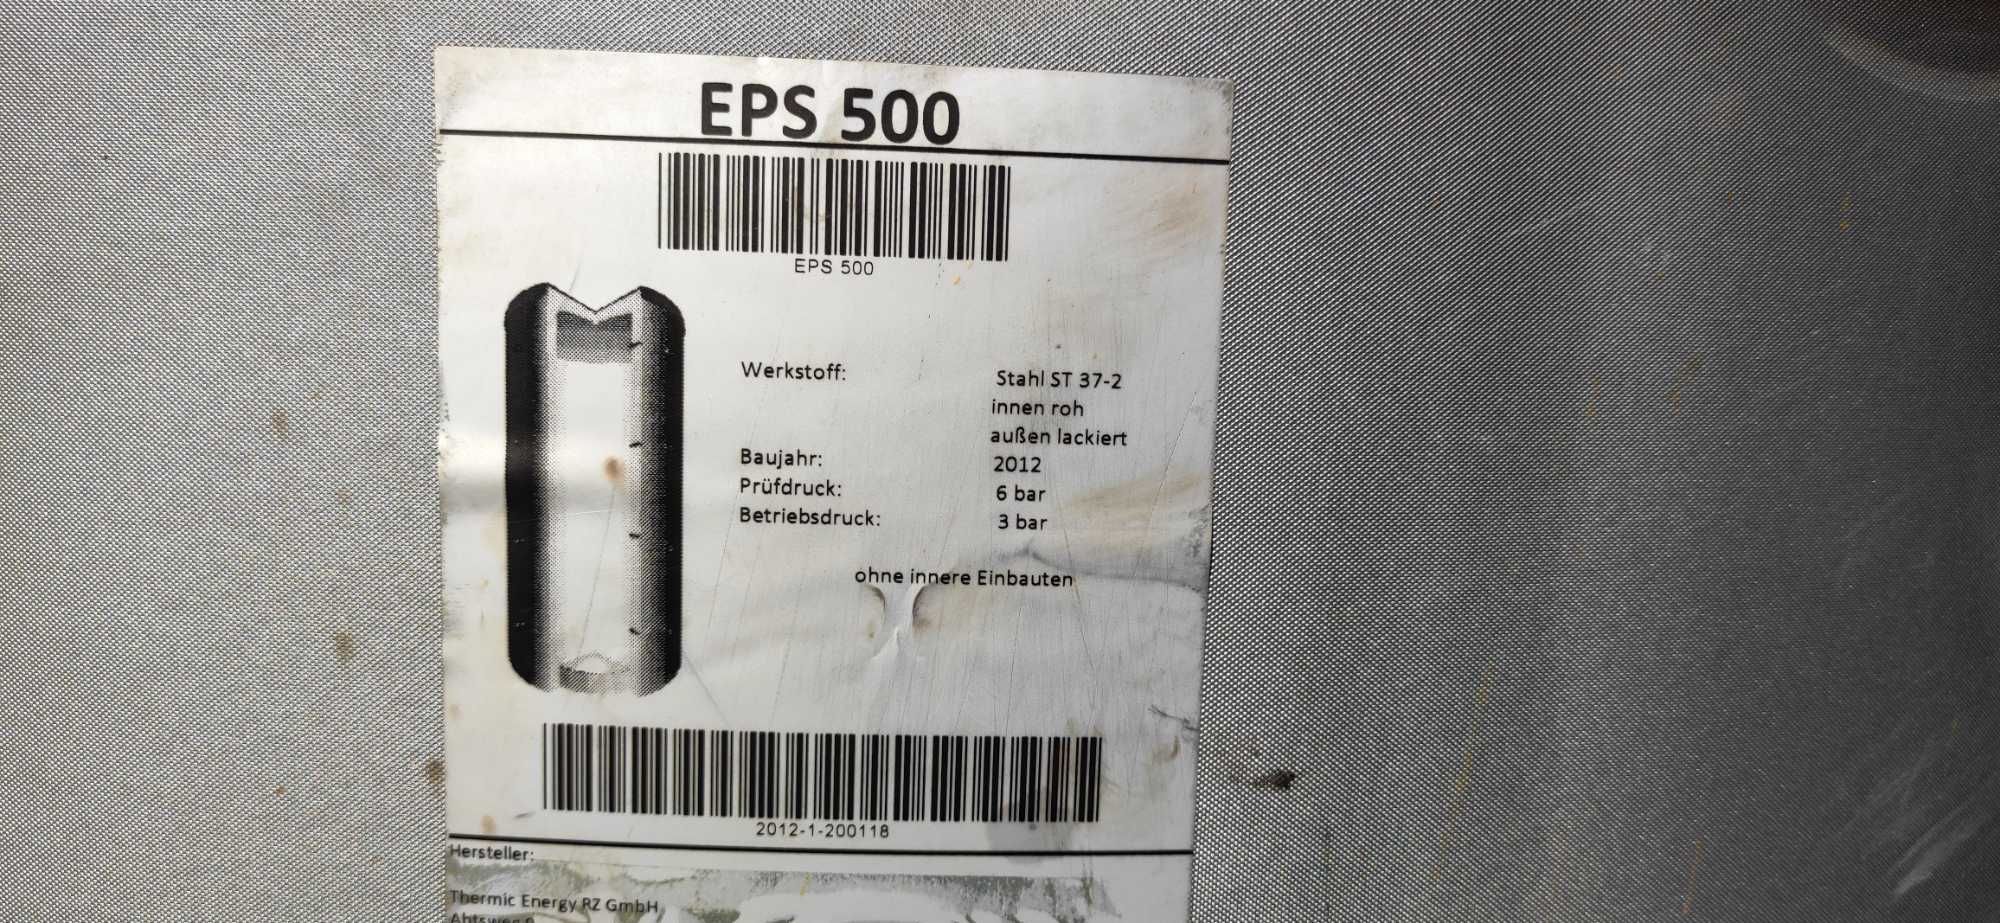 EPS 500
EPS 500
Werkstoff: Stahl ST 37-2
innen roh
außen lackiert
Baujahr: 2012
Prüfdruck: 6 bar
Betriebsdruck: 3 bar
ohne innere Einbauten
2012-1-200118
Hersteller:
Thermic Energy RZ GmbH